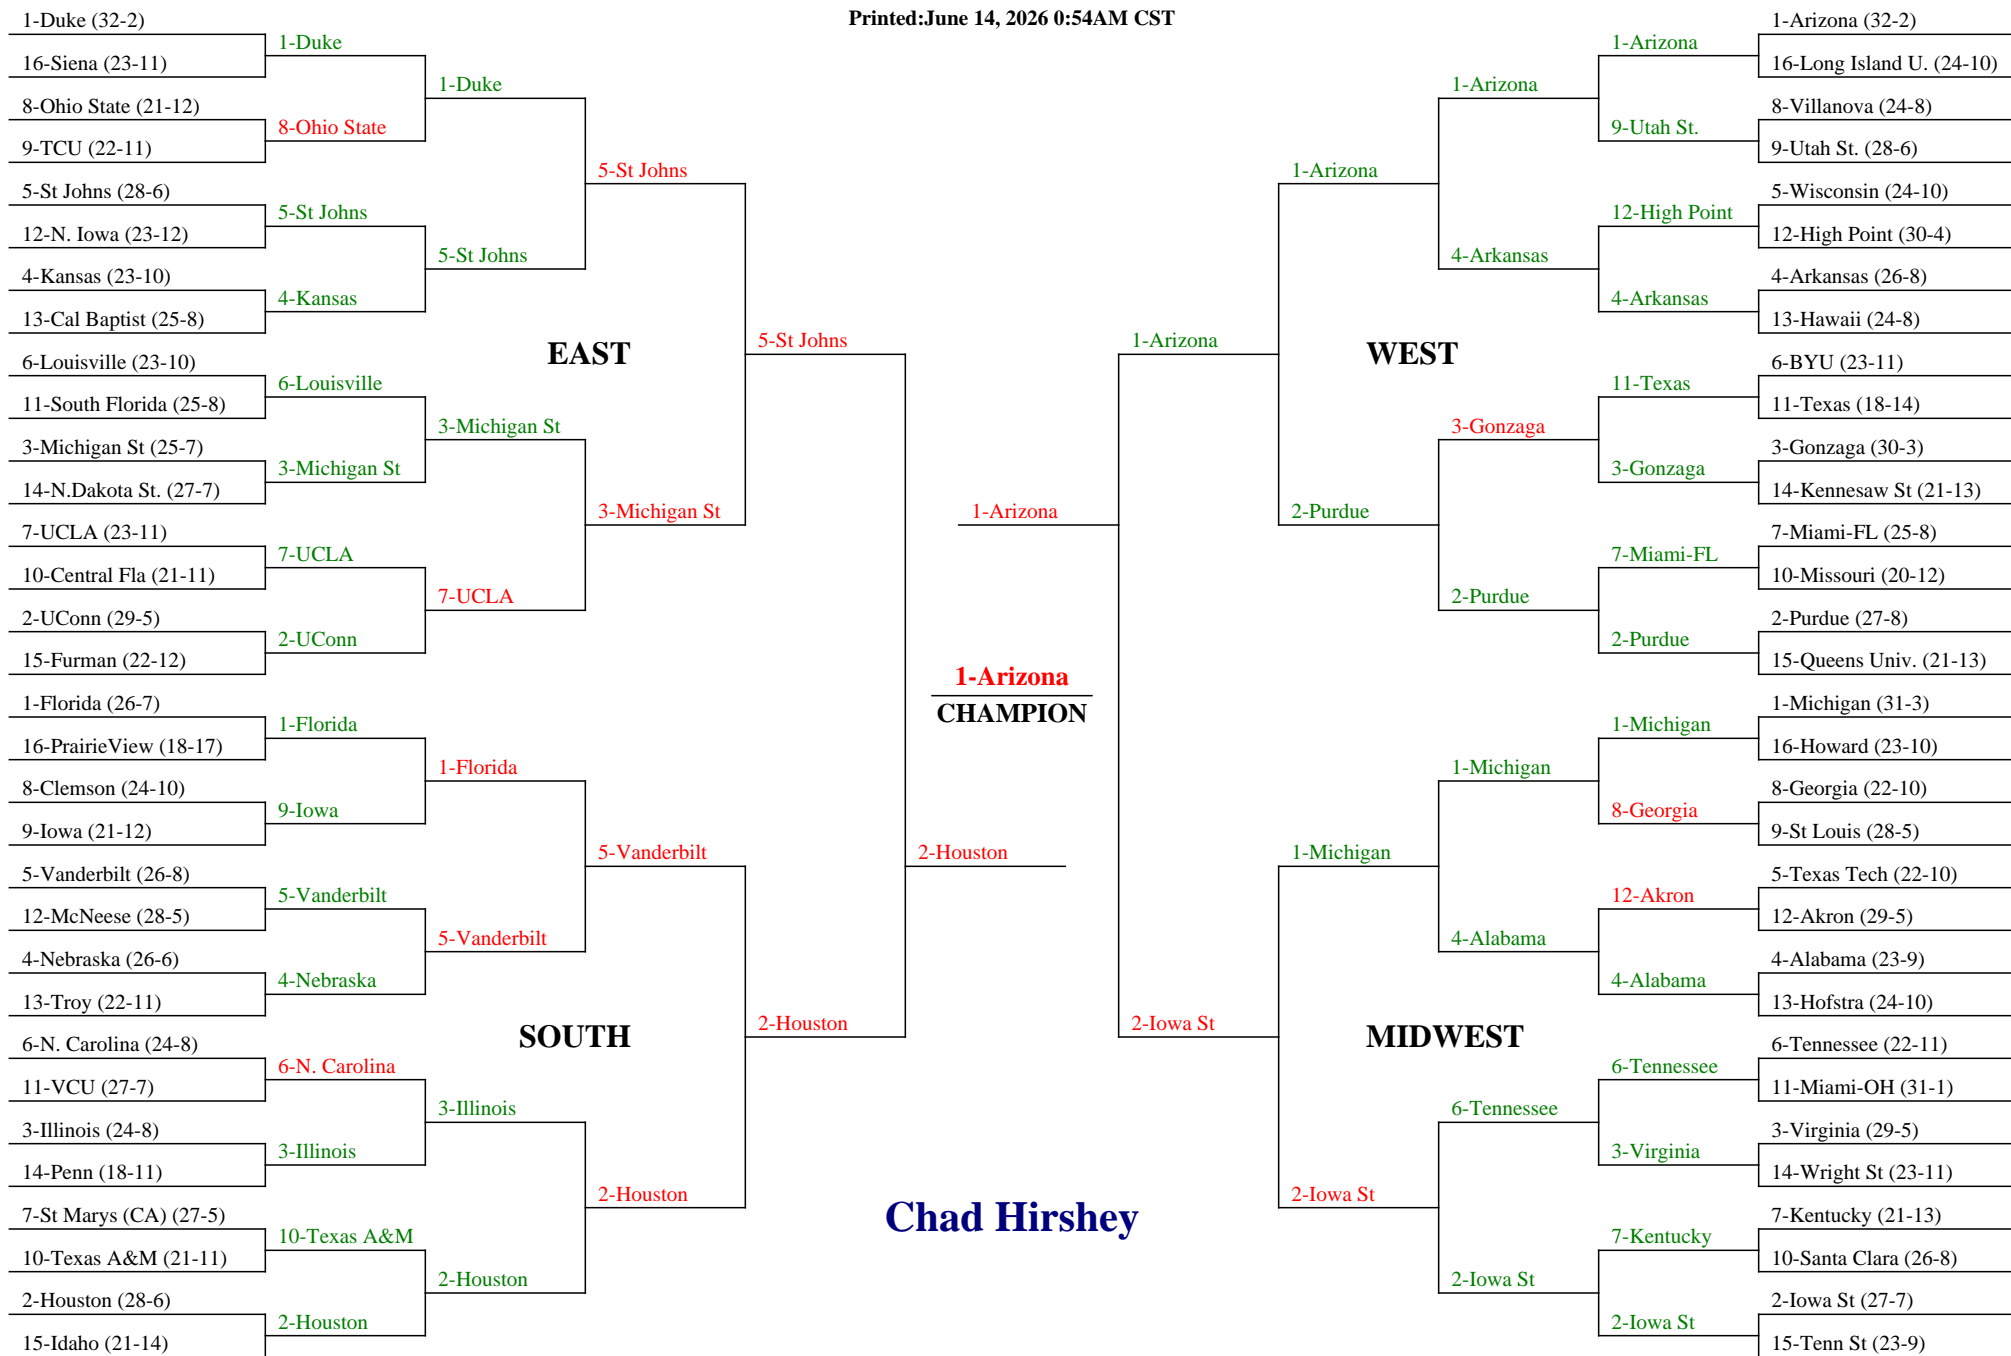 Printed:June 14, 2026 0:54AM CST
1-Duke (32-2)
16-Siena (23-11)
8-Ohio State (21-12)
9-TCU (22-11)
5-St Johns (28-6)
12-N. Iowa (23-12)
4-Kansas (23-10)
13-Cal Baptist (25-8)
6-Louisville (23-10)
11-South Florida (25-8)
3-Michigan St (25-7)
14-N.Dakota St. (27-7)
7-UCLA (23-11)
10-Central Fla (21-11)
2-UConn (29-5)
15-Furman (22-12)
1-Florida (26-7)
16-PrairieView (18-17)
8-Clemson (24-10)
9-Iowa (21-12)
5-Vanderbilt (26-8)
12-McNeese (28-5)
4-Nebraska (26-6)
13-Troy (22-11)
6-N. Carolina (24-8)
11-VCU (27-7)
3-Illinois (24-8)
14-Penn (18-11)
7-St Marys (CA) (27-5)
10-Texas A&M (21-11)
2-Houston (28-6)
15-Idaho (21-14)
1-Duke
8-Ohio State
5-St Johns
4-Kansas
6-Louisville
3-Michigan St
7-UCLA
2-UConn
1-Florida
9-Iowa
5-Vanderbilt
4-Nebraska
6-N. Carolina
3-Illinois
10-Texas A&M
2-Houston
1-Duke
5-St Johns
3-Michigan St
7-UCLA
1-Florida
5-Vanderbilt
3-Illinois
2-Houston
5-St Johns
3-Michigan St
5-Vanderbilt
2-Houston
EAST
SOUTH
5-St Johns
2-Houston
1-Arizona
2-Houston
1-Arizona
CHAMPION
Chad Hirshey
1-Arizona
2-Iowa St
WEST
MIDWEST
1-Arizona
2-Purdue
1-Michigan
2-Iowa St
1-Arizona
4-Arkansas
3-Gonzaga
2-Purdue
1-Michigan
4-Alabama
6-Tennessee
2-Iowa St
1-Arizona
9-Utah St.
12-High Point
4-Arkansas
11-Texas
3-Gonzaga
7-Miami-FL
2-Purdue
1-Michigan
8-Georgia
12-Akron
4-Alabama
6-Tennessee
3-Virginia
7-Kentucky
2-Iowa St
1-Arizona (32-2)
16-Long Island U. (24-10)
8-Villanova (24-8)
9-Utah St. (28-6)
5-Wisconsin (24-10)
12-High Point (30-4)
4-Arkansas (26-8)
13-Hawaii (24-8)
6-BYU (23-11)
11-Texas (18-14)
3-Gonzaga (30-3)
14-Kennesaw St (21-13)
7-Miami-FL (25-8)
10-Missouri (20-12)
2-Purdue (27-8)
15-Queens Univ. (21-13)
1-Michigan (31-3)
16-Howard (23-10)
8-Georgia (22-10)
9-St Louis (28-5)
5-Texas Tech (22-10)
12-Akron (29-5)
4-Alabama (23-9)
13-Hofstra (24-10)
6-Tennessee (22-11)
11-Miami-OH (31-1)
3-Virginia (29-5)
14-Wright St (23-11)
7-Kentucky (21-13)
10-Santa Clara (26-8)
2-Iowa St (27-7)
15-Tenn St (23-9)